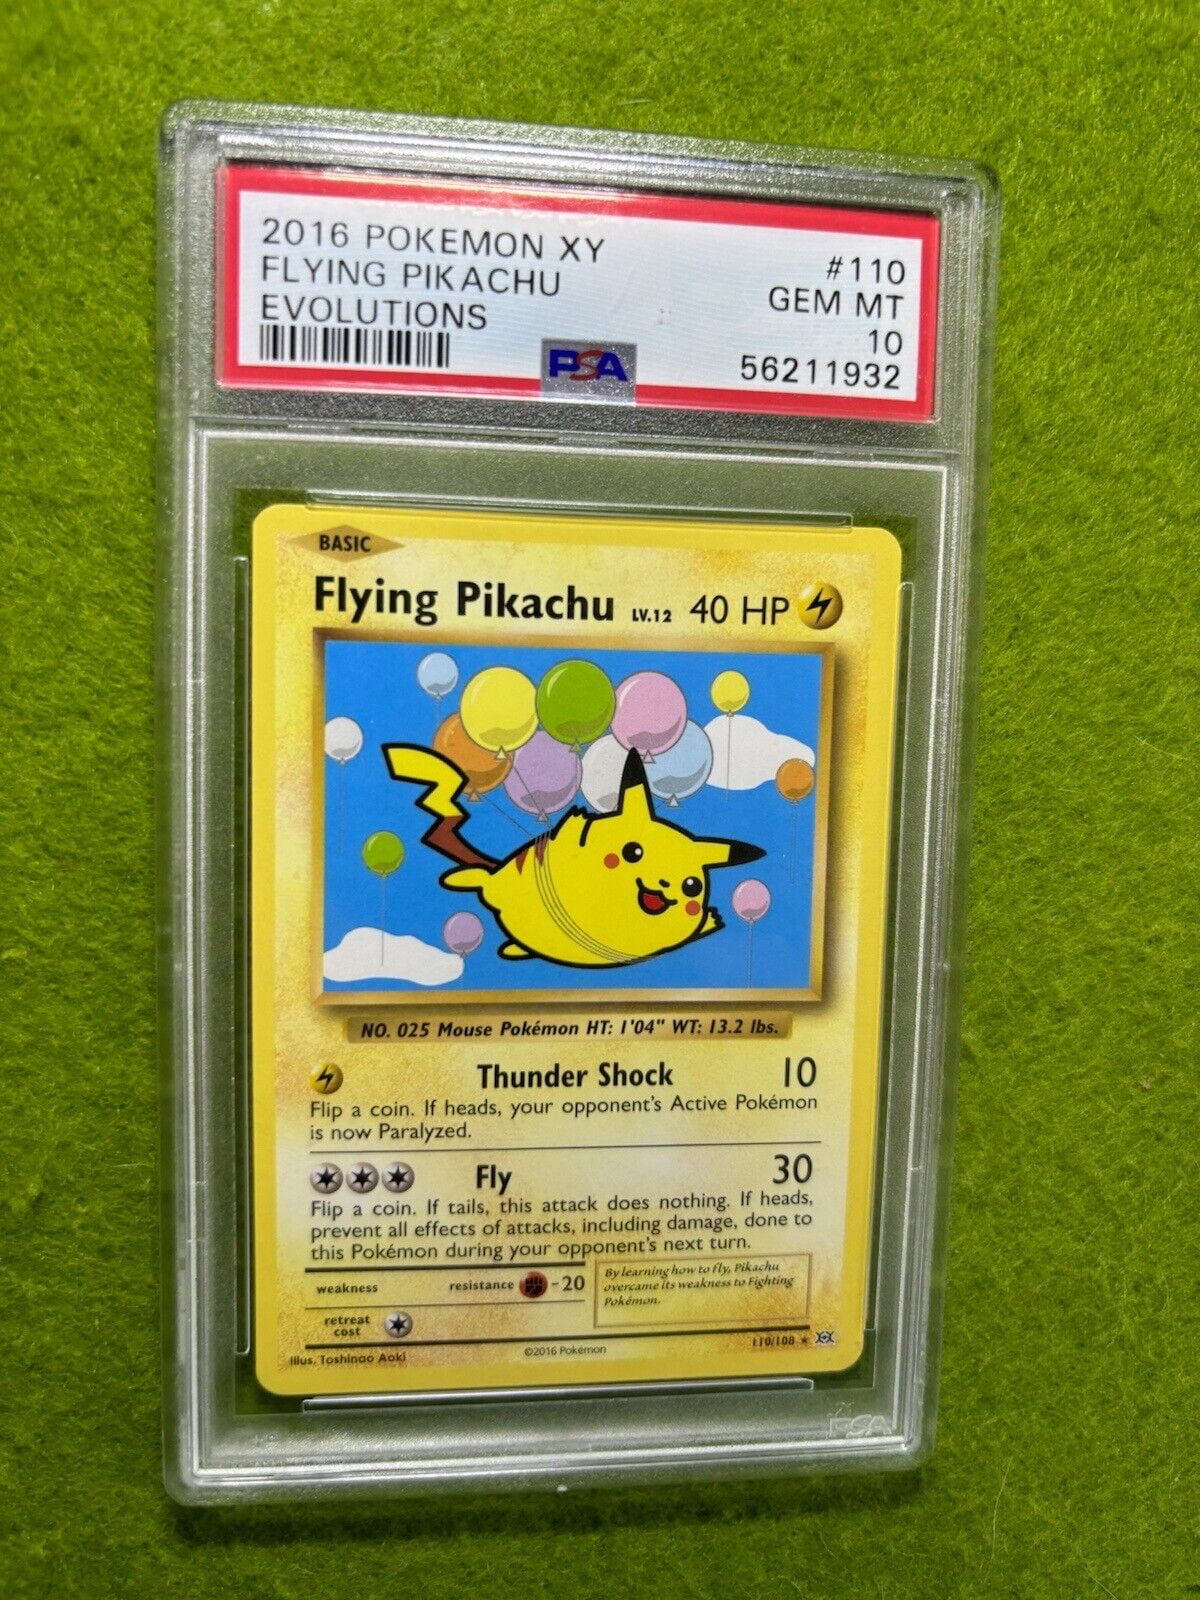 2016 POKEMON XY
FLYING PIKACHU
EVOLUTIONS
#110
GEM MT
10
56211932
PSA
BASIC
Flying Pikachu LV.12 40 HP
NO. 025 Mouse Pokémon HT: 1'04" WT: 13.2 lbs.
Thunder Shock 10
Flip a coin. If heads, your opponent's Active Pokémon
is now Paralyzed.
Fly 30
Flip a coin. If tails, this attack does nothing. If heads,
prevent all effects of attacks, including damage, done to
this Pokémon during your opponent's next turn.
weakness
resistance -20
retreat
cost
By learning how to fly, Pikachu
overcame its weakness to Fighting
Pokémon.
110/108 ★
Illus. Toshinao Aoki
©2016 Pokémon
PSA